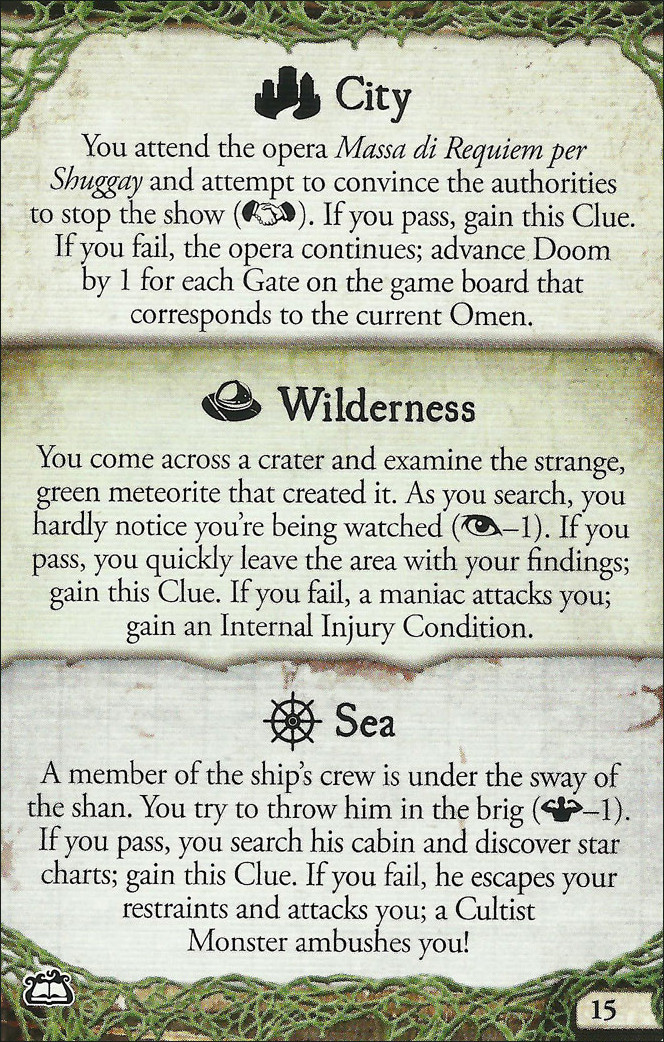 City
You attend the opera Massa di Requiem per
Shuggay and attempt to convince the authorities
to stop the show ( ). If you pass, gain this Clue.
If you fail, the opera continues; advance Doom
by 1 for each Gate on the game board that
corresponds to the current Omen.
Wilderness
You come across a crater and examine the strange,
green meteorite that created it. As you search, you
hardly notice you're being watched ( –1). If you
pass, you quickly leave the area with your findings;
gain this Clue. If you fail, a maniac attacks you;
gain an Internal Injury Condition.
Sea
A member of the ship's crew is under the sway of
the shan. You try to throw him in the brig ( –1).
If you pass, you search his cabin and discover star
charts; gain this Clue. If you fail, he escapes your
restraints and attacks you; a Cultist
Monster ambushes you!
15